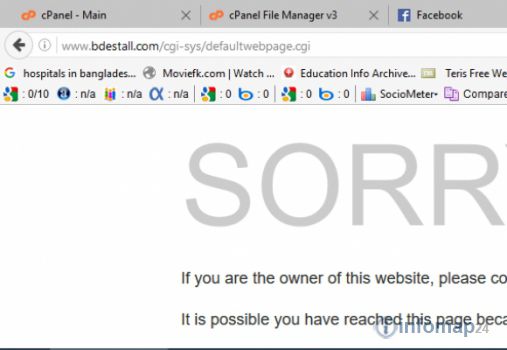 cPanel - Main
cPanel File Manager v3
Facebook
www.bdestall.com/cgi-sys/defaultwebpage.cgi
hospitals in banglades...
Moviefk.com | Watch ...
Education Info Archive...
Teris Free We
: 0/10
: n/a
: n/a
: n/a
: 0
: 0
: 0
: 0
SocioMeter
Compare
SORRY
If you are the owner of this website, please co
It is possible you have reached this page beca
infomap24